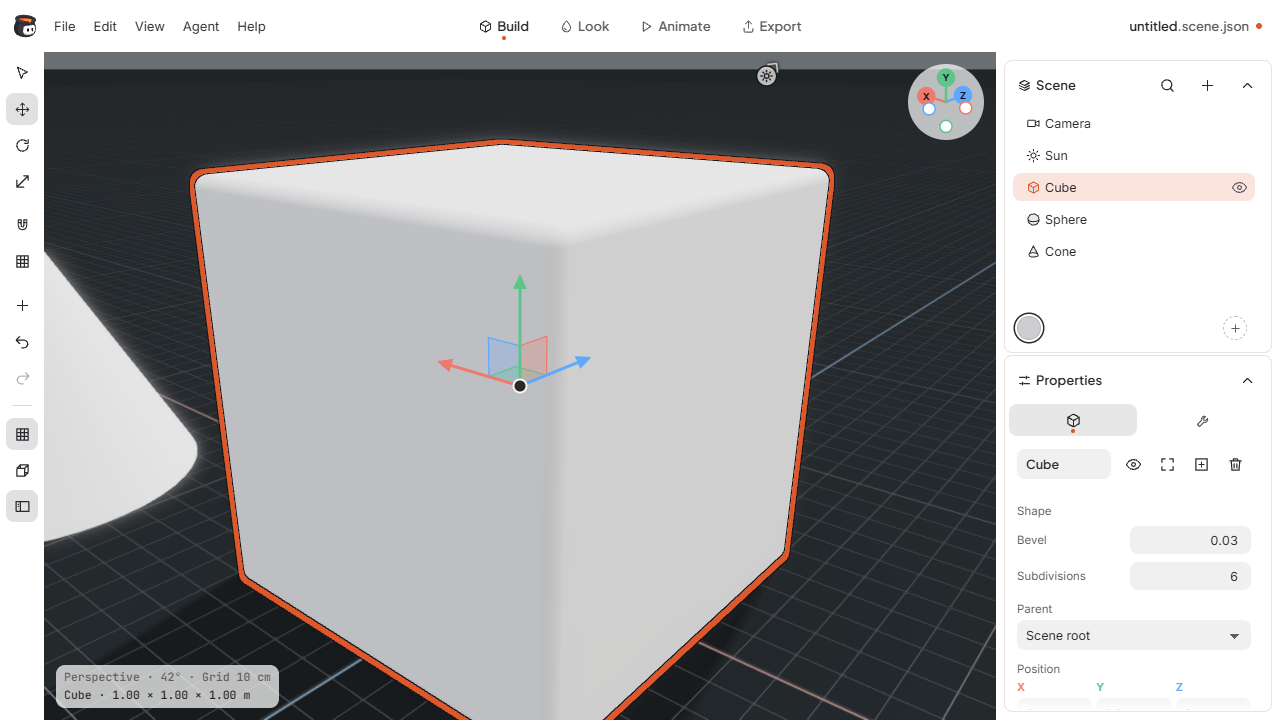 File Edit View Agent Help
Build Look Animate Export
untitled.scene.json
Y
X
Z
Scene
Camera
Sun
Cube
Sphere
Cone
Properties
Cube
Shape
Bevel 0.03
Subdivisions 6
Parent
Scene root
Position
X Y Z
Perspective · 42° · Grid 10 cm
Cube · 1.00 × 1.00 × 1.00 m